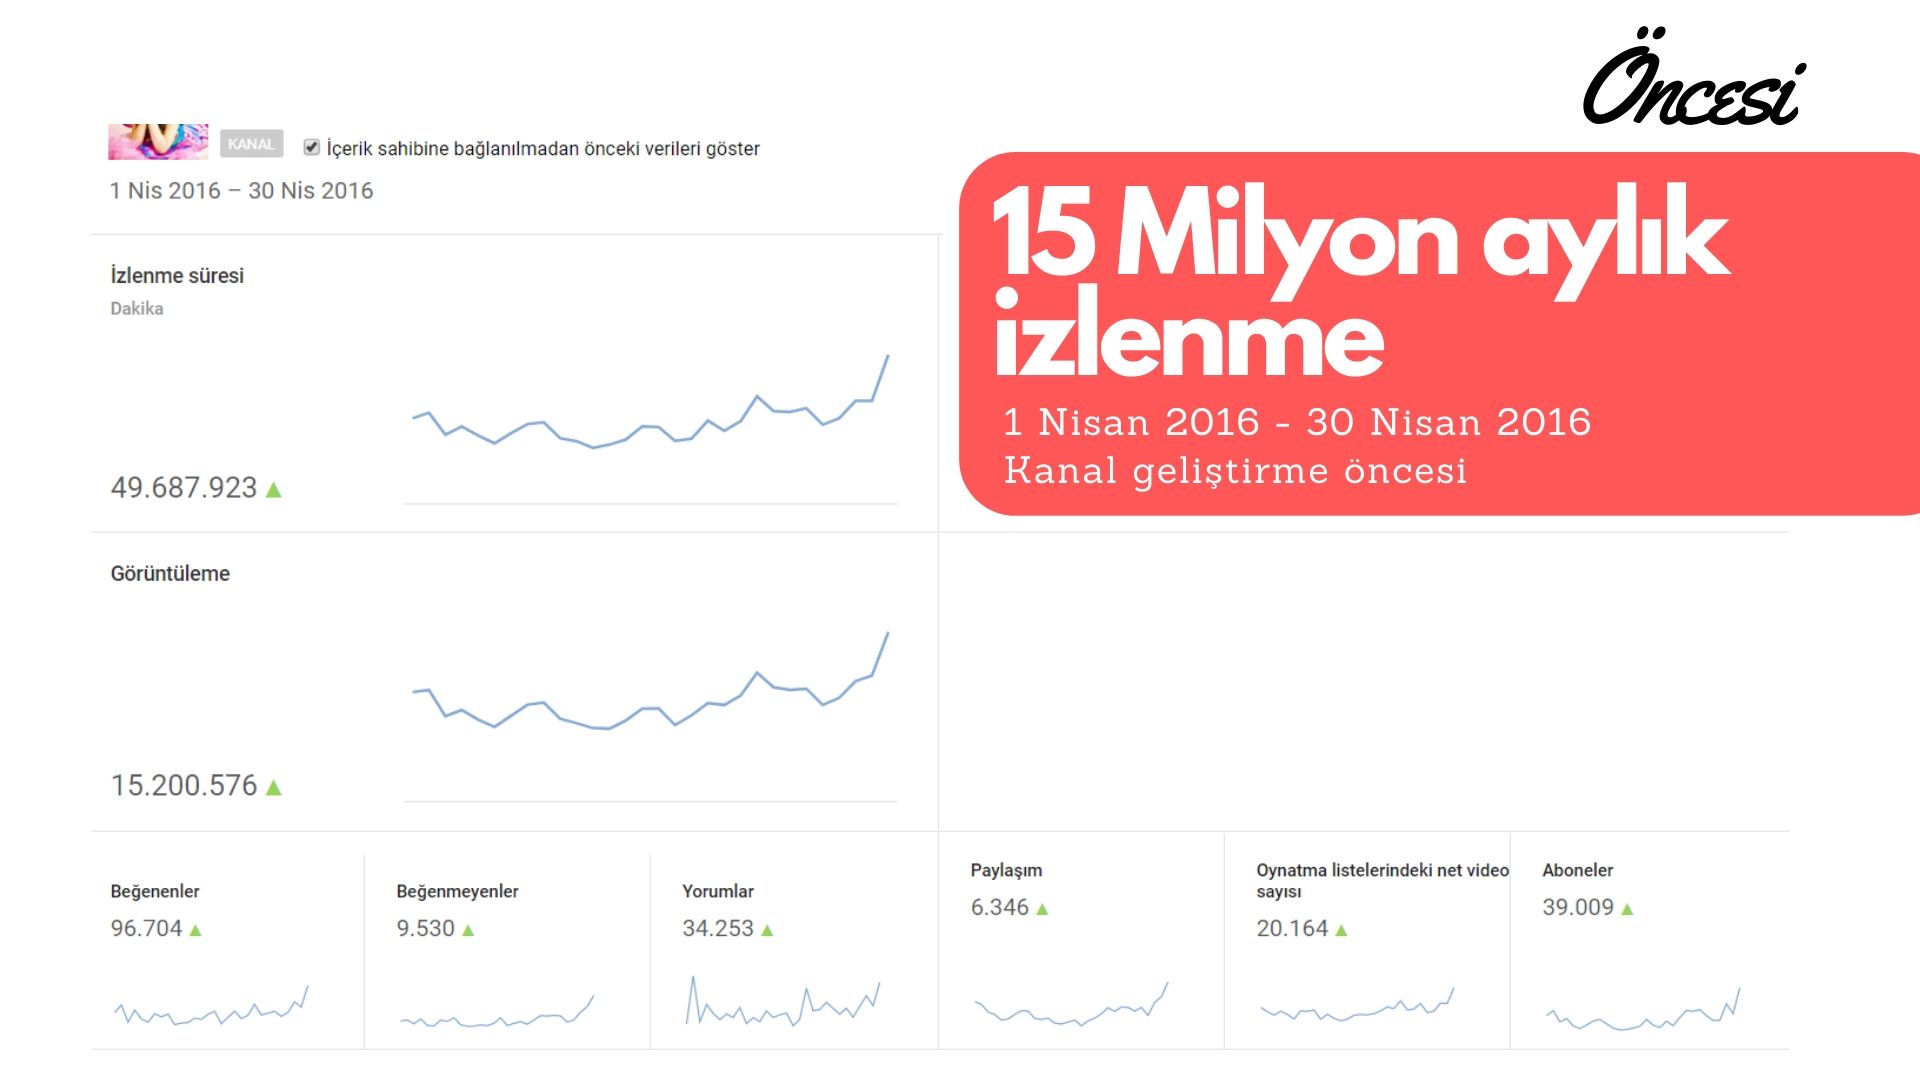 Öncesi
KANAL
İçerik sahibine bağlanılmadan önceki verileri göster
1 Nis 2016 – 30 Nis 2016
15 Milyon aylık
izlenme
1 Nisan 2016 - 30 Nisan 2016
Kanal geliştirme öncesi
İzlenme süresi
Dakika
49.687.923
Görüntüleme
15.200.576
Beğenenler
96.704
Beğenmeyenler
9.530
Yorumlar
34.253
Paylaşım
6.346
Oynatma listelerindeki net video
sayısı
20.164
Aboneler
39.009